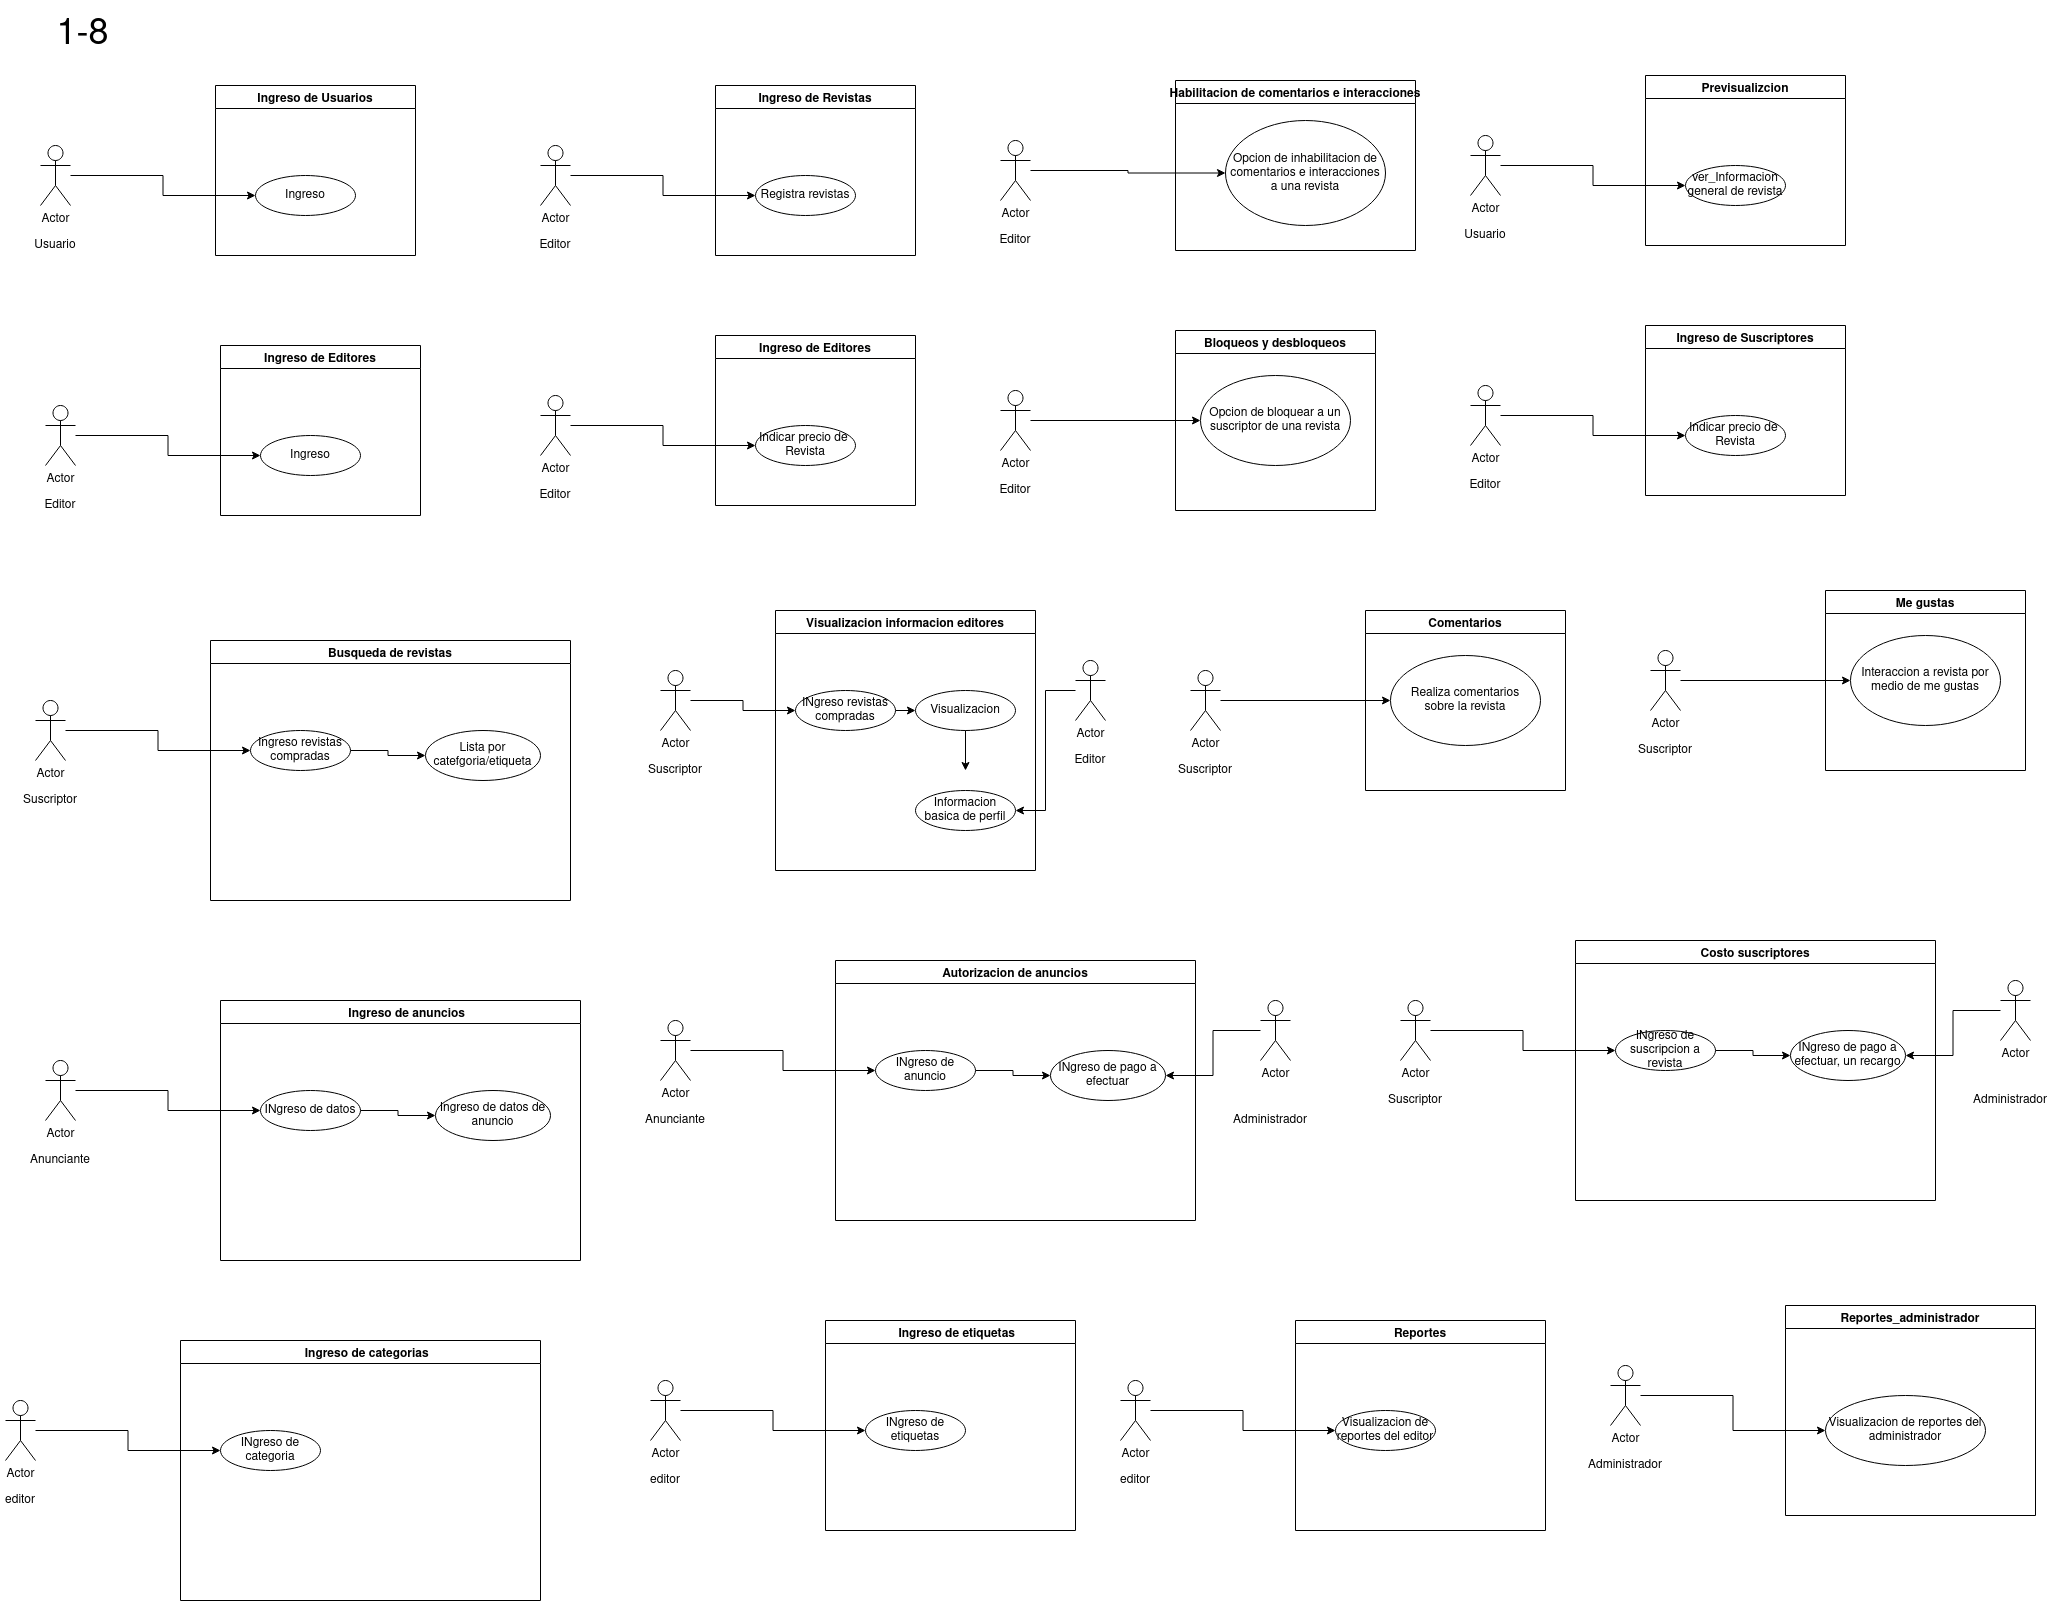 1-8
Ingreso de Usuarios
Ingreso
Actor
Usuario
Ingreso de Revistas
Registra revistas
Actor
Editor
Habilitacion de comentarios e interacciones
Opcion de inhabilitacion de
comentarios e interacciones
a una revista
Actor
Editor
Previsualizcion
ver_Informacion
general de revista
Actor
Usuario
Ingreso de Editores
Ingreso
Actor
Editor
Ingreso de Editores
Indicar precio de
Revista
Actor
Editor
Bloqueos y desbloqueos
Opcion de bloquear a un
suscriptor de una revista
Actor
Editor
Ingreso de Suscriptores
Indicar precio de
Revista
Actor
Editor
Busqueda de revistas
Ingreso revistas
compradas
Lista por
catefgoria/etiqueta
Actor
Suscriptor
Visualizacion informacion editores
INgreso revistas
compradas
Visualizacion
Informacion
basica de perfil
Actor
Suscriptor
Actor
Editor
Comentarios
Realiza comentarios
sobre la revista
Actor
Suscriptor
Me gustas
Interaccion a revista por
medio de me gustas
Actor
Suscriptor
Ingreso de anuncios
INgreso de datos
Ingreso de datos de
anuncio
Actor
Anunciante
Autorizacion de anuncios
INgreso de
anuncio
INgreso de pago a
efectuar
Actor
Anunciante
Actor
Administrador
Costo suscriptores
INgreso de
suscripcion a
revista
INgreso de pago a
efectuar, un recargo
Actor
Suscriptor
Actor
Administrador
Ingreso de categorias
INgreso de
categoria
Actor
editor
Ingreso de etiquetas
INgreso de
etiquetas
Actor
editor
Reportes
Visualizacion de
reportes del editor
Actor
editor
Reportes_administrador
Visualizacion de reportes del
administrador
Actor
Administrador